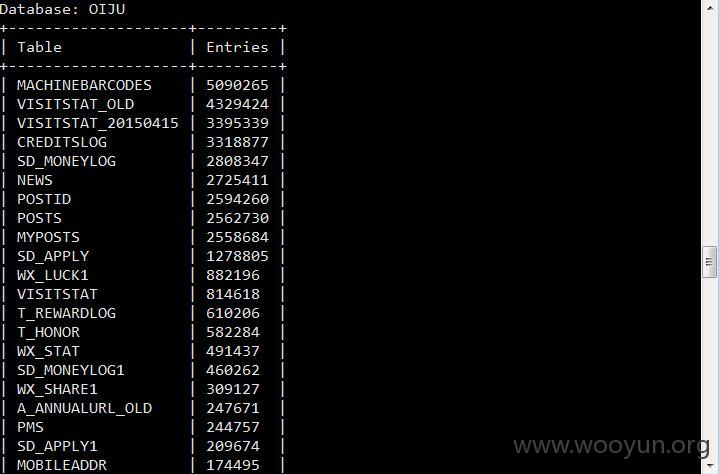 Database: OIJU
+--------------------+---------+
| Table              | Entries |
+--------------------+---------+
| MACHINEBARCODES    | 5090265 |
| VISITSTAT_OLD      | 4329424 |
| VISITSTAT_20150415 | 3395339 |
| CREDITSLOG         | 3318877 |
| SD_MONEYLOG        | 2808347 |
| NEWS               | 2725411 |
| POSTID             | 2594260 |
| POSTS              | 2562730 |
| MYPOSTS            | 2558684 |
| SD_APPLY           | 1278805 |
| WX_LUCK1           | 882196  |
| VISITSTAT          | 814618  |
| T_REWARDLOG        | 610206  |
| T_HONOR            | 582284  |
| WX_STAT            | 491437  |
| SD_MONEYLOG1       | 460262  |
| WX_SHARE1          | 309127  |
| A_ANNUALURL_OLD    | 247671  |
| PMS                | 244757  |
| SD_APPLY1          | 209674  |
| MOBILEADDR         | 174495  |
www.wooyun.org